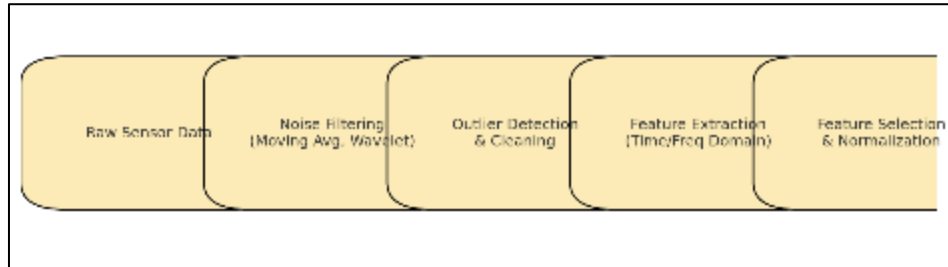 Raw Sensor Data
Noise Filtering
(Moving Avg. Wavelet)
Outlier Detection
& Cleaning
Feature Extraction
(Time/Freq Domain)
Feature Selection
& Normalization